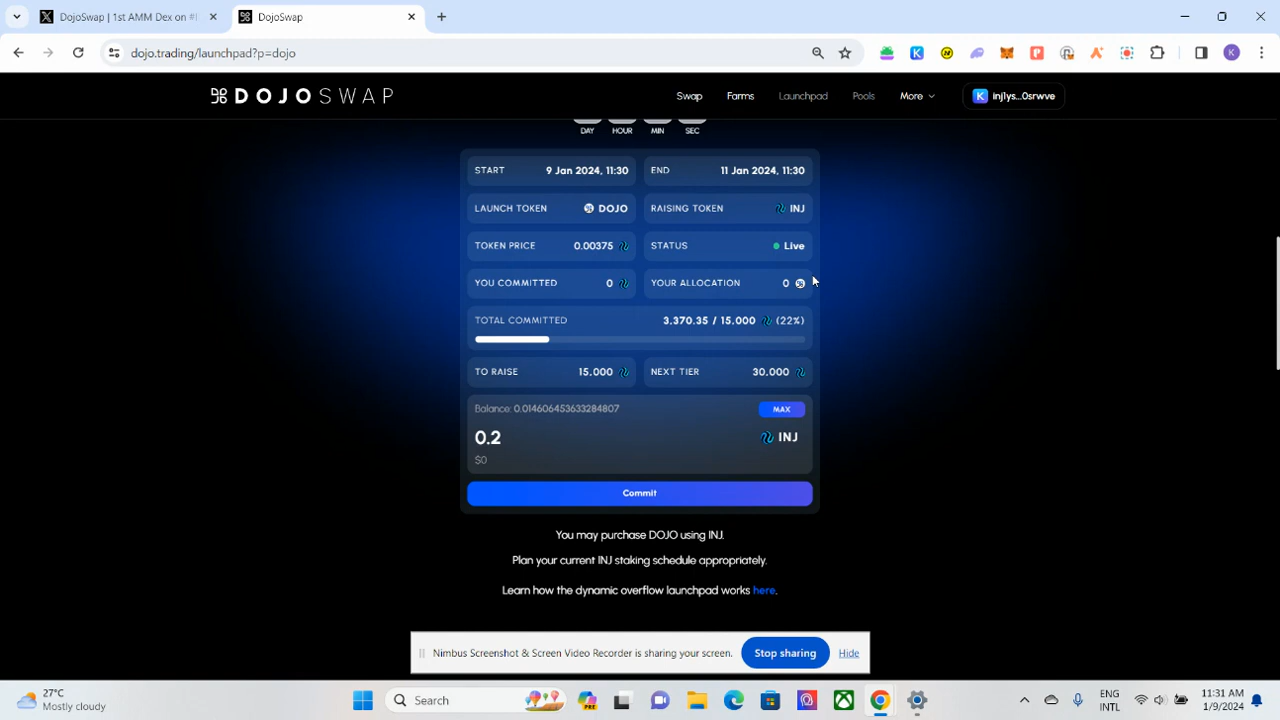 DojoSwap | 1st AMM Dex on #I
DojoSwap
dojo.trading/launchpad?p=dojo
K
DOJOSWAP
Swap
Farms
Launchpad
Pools
More
K inj1ys...0srwve
DAY HOUR MIN SEC
START 9 Jan 2024, 11:30
END 11 Jan 2024, 11:30
LAUNCH TOKEN DOJO
RAISING TOKEN INJ
TOKEN PRICE 0.00375
STATUS Live
YOU COMMITTED 0
YOUR ALLOCATION 0
TOTAL COMMITTED 3,370.35 / 15,000 (22%)
TO RAISE 15,000
NEXT TIER 30,000
Balance: 0.014606453633284807
MAX
0.2
INJ
$0
Commit
You may purchase DOJO using INJ.
Plan your current INJ staking schedule appropriately.
Learn how the dynamic overflow launchpad works here.
Nimbus Screenshot & Screen Video Recorder is sharing your screen.
Stop sharing
Hide
27°C
Mostly cloudy
Search
ENG
INTL
11:31 AM
1/9/2024